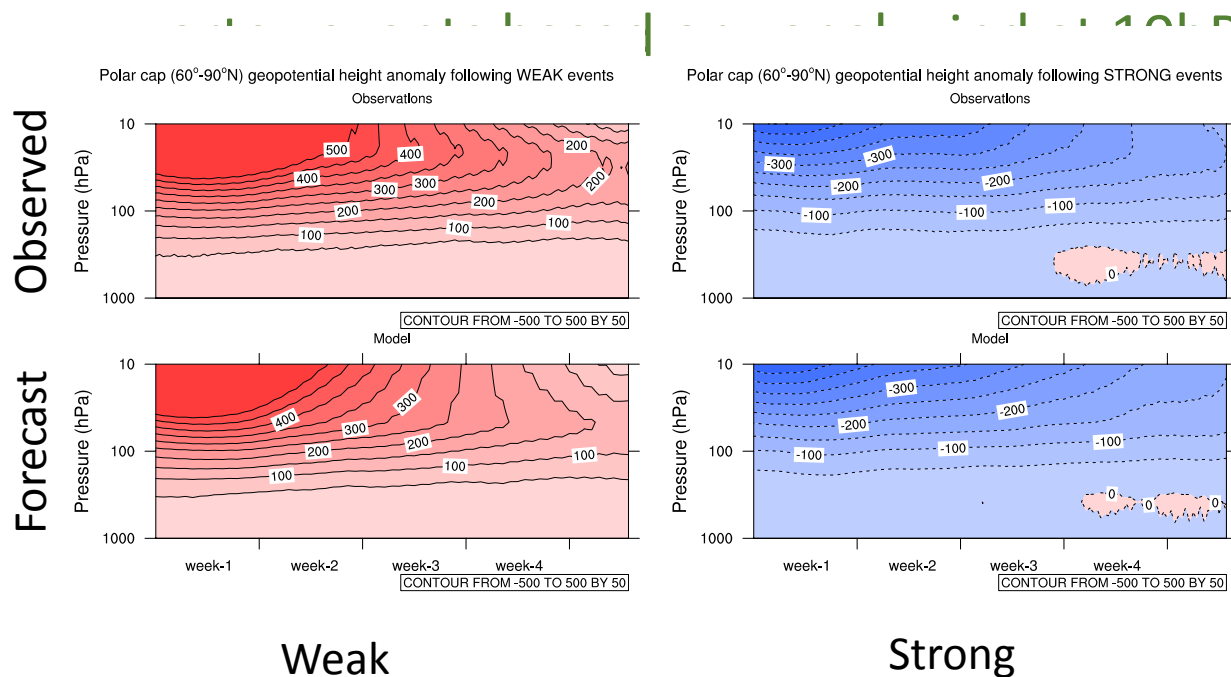 Polar cap (60°-90°N) geopotential height anomaly following WEAK events
Observations
Observed
Pressure (hPa)
10
100
1000
500
400
200
400
300
300
200
200
200
100
100
CONTOUR FROM -500 TO 500 BY 50
Polar cap (60°-90°N) geopotential height anomaly following STRONG events
Observations
Pressure (hPa)
10
100
1000
-300
-300
-200
-200
-100
-100
-100
0
CONTOUR FROM -500 TO 500 BY 50
Model
Forecast
Pressure (hPa)
10
100
1000
300
400
300
200
200
100
100
100
week-1 week-2 week-3 week-4
CONTOUR FROM -500 TO 500 BY 50
Model
Pressure (hPa)
10
100
1000
-300
-200
-200
-100
-100
-100
0
0
0
0
week-1 week-2 week-3 week-4
CONTOUR FROM -500 TO 500 BY 50
Weak
Strong